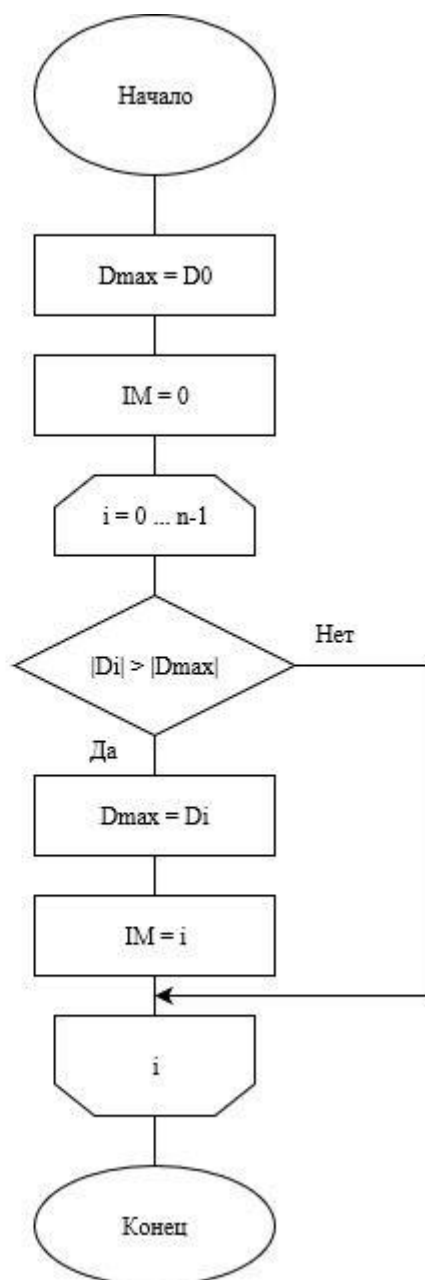 Начало
Dmax = D0
IM = 0
i = 0 ... n-1
Нет
|Di| > |Dmax|
Да
Dmax = Di
IM = i
i
Конец